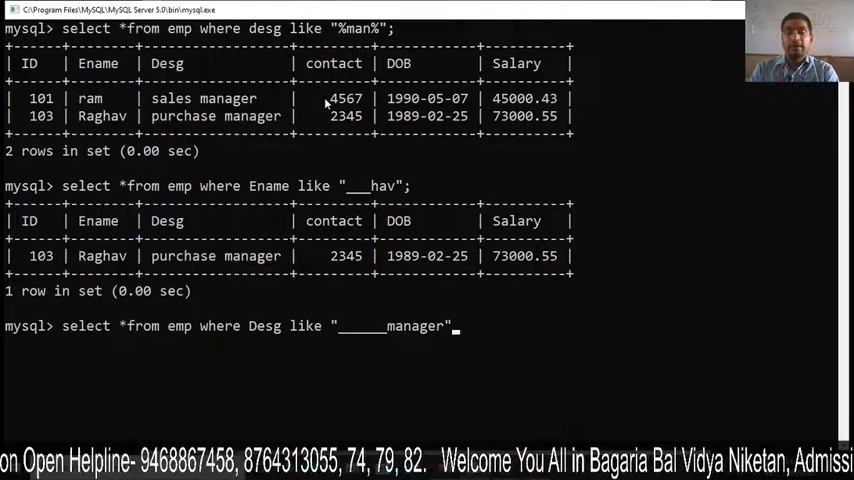 C:\Program Files\MySQL\MySQL Server 5.0\bin\mysql.exe
mysql> select *from emp where desg like "%man%";
+------+--------+------------------+---------+------------+----------+
| ID | Ename | Desg | contact | DOB | Salary |
+------+--------+------------------+---------+------------+----------+
| 101 | ram | sales manager | 4567 | 1990-05-07 | 45000.43 |
| 103 | Raghav | purchase manager | 2345 | 1989-02-25 | 73000.55 |
+------+--------+------------------+---------+------------+----------+
2 rows in set (0.00 sec)
mysql> select *from emp where Ename like "___hav";
+------+--------+------------------+---------+------------+----------+
| ID | Ename | Desg | contact | DOB | Salary |
+------+--------+------------------+---------+------------+----------+
| 103 | Raghav | purchase manager | 2345 | 1989-02-25 | 73000.55 |
+------+--------+------------------+---------+------------+----------+
1 row in set (0.00 sec)
mysql> select *from emp where Desg like "______manager"_
on Open Helpline- 9468867458, 8764313055, 74, 79, 82. Welcome You All in Bagaria Bal Vidya Niketan, Admissi